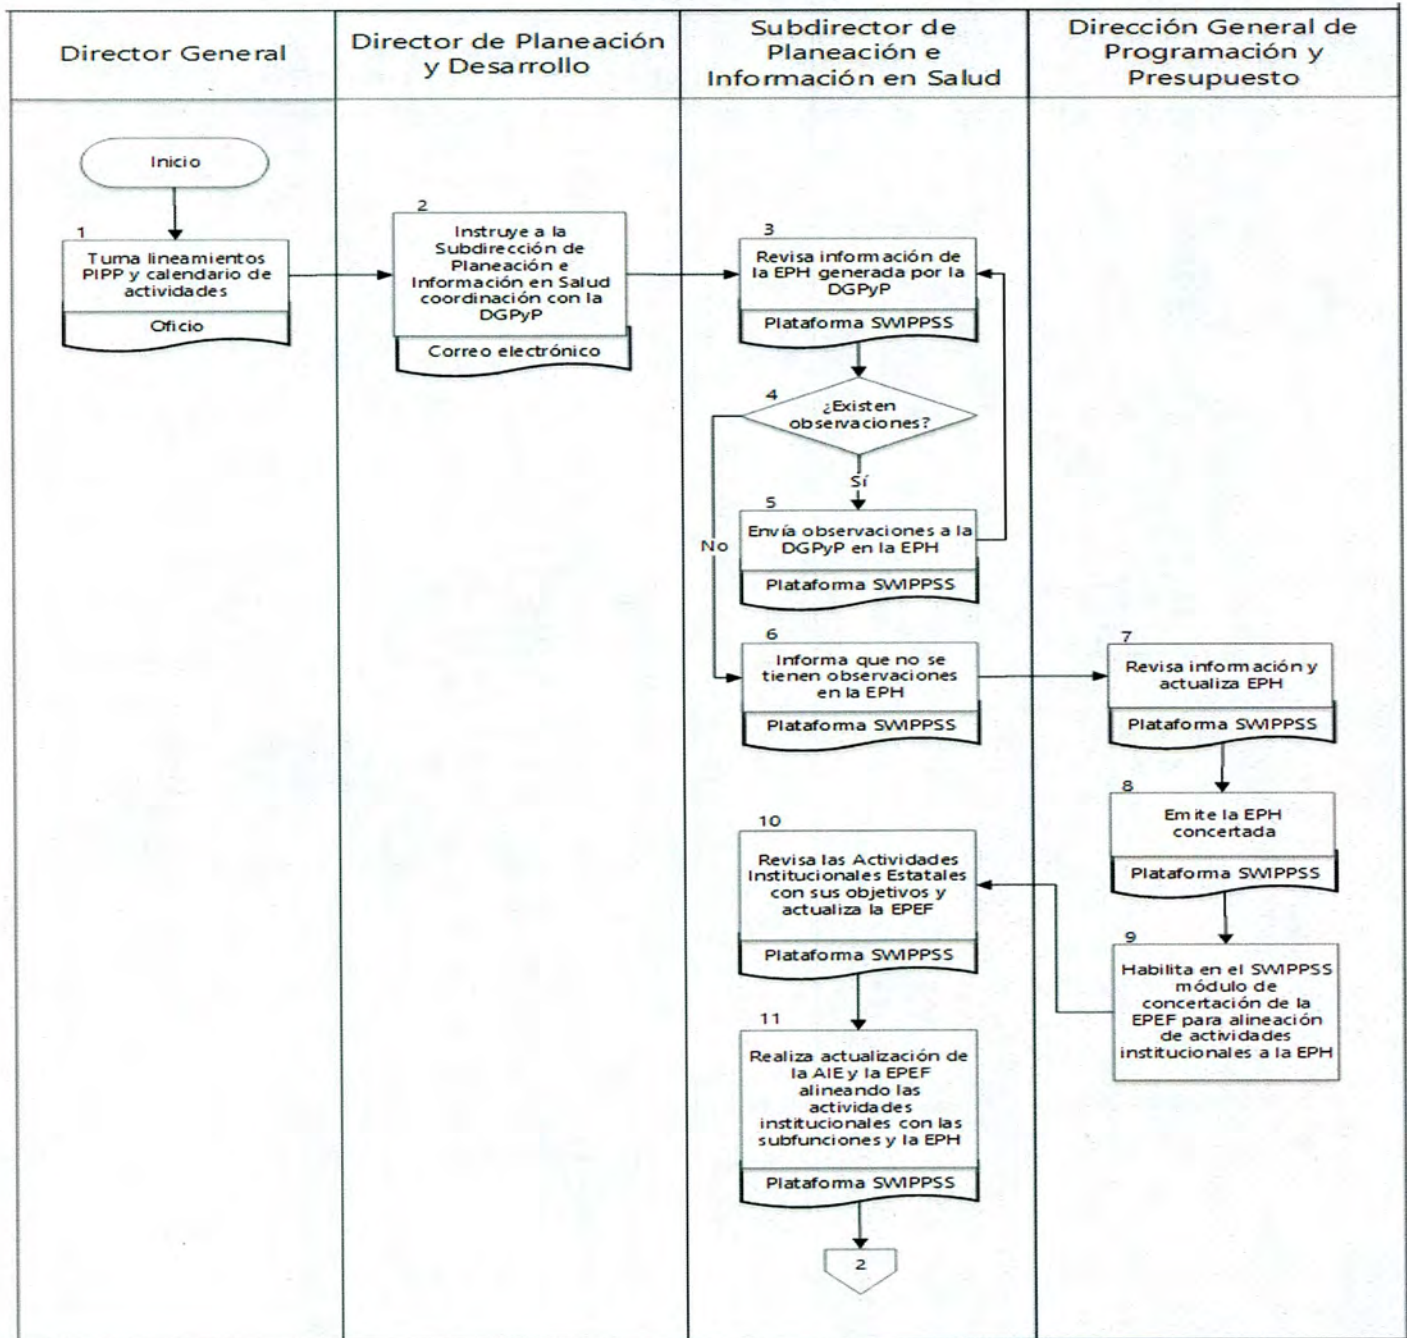 Director General
Director de Planeación
y Desarrollo
Subdirector de
Planeación e
Información en Salud
Dirección General de
Programación y
Presupuesto
Inicio
1
Turna lineamientos
PIPP y calendario de
actividades
Oficio
2
Instruye a la
Subdirección de
Planeación e
Información en Salud
coordinación con la
DGPyP
Correo electrónico
3
Revisa información de
la EPH generada por la
DGPyP
Plataforma SWIPPSS
4
¿Existen
observaciones?
Sí
No
5
Envía observaciones a la
DGPyP en la EPH
Plataforma SWIPPSS
6
Informa que no se
tienen observaciones
en la EPH
Plataforma SWIPPSS
7
Revisa información y
actualiza EPH
Plataforma SWIPPSS
8
Emite la EPH
concertada
Plataforma SWIPPSS
9
Habilita en el SWIPPSS
módulo de
concertación de la
EPEF para alineación
de actividades
institucionales a la EPH
10
Revisa las Actividades
Institucionales Estatales
con sus objetivos y
actualiza la EPEF
Plataforma SWIPPSS
11
Realiza actualización de
la AIE y la EPEF
alineando las
actividades
institucionales con las
subfunciones y la EPH
Plataforma SWIPPSS
2